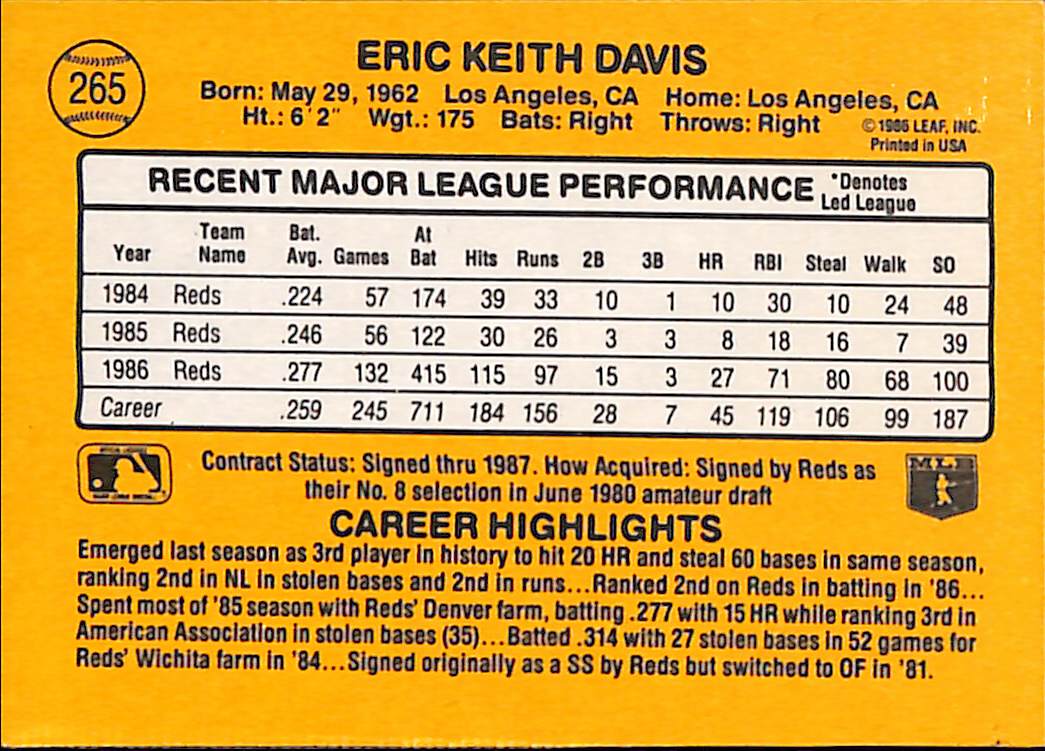 265
ERIC KEITH DAVIS
Born: May 29, 1962 Los Angeles, CA Home: Los Angeles, CA
Ht.: 6'2" Wgt.: 175 Bats: Right Throws: Right
©1986 LEAF, INC.
Printed in USA
RECENT MAJOR LEAGUE PERFORMANCE *Denotes Led League
Year Team Name Bat. Avg. Games At Bat Hits Runs 2B 3B HR RBI Steal Walk SO
1984 Reds .224 57 174 39 33 10 1 10 30 10 24 48
1985 Reds .246 56 122 30 26 3 3 8 18 16 7 39
1986 Reds .277 132 415 115 97 15 3 27 71 80 68 100
Career .259 245 711 184 156 28 7 45 119 106 99 187
Contract Status: Signed thru 1987. How Acquired: Signed by Reds as
their No. 8 selection in June 1980 amateur draft
CAREER HIGHLIGHTS
Emerged last season as 3rd player in history to hit 20 HR and steal 60 bases in same season,
ranking 2nd in NL in stolen bases and 2nd in runs...Ranked 2nd on Reds in batting in '86...
Spent most of '85 season with Reds' Denver farm, batting .277 with 15 HR while ranking 3rd in
American Association in stolen bases (35)...Batted .314 with 27 stolen bases in 52 games for
Reds' Wichita farm in '84...Signed originally as a SS by Reds but switched to OF in '81.